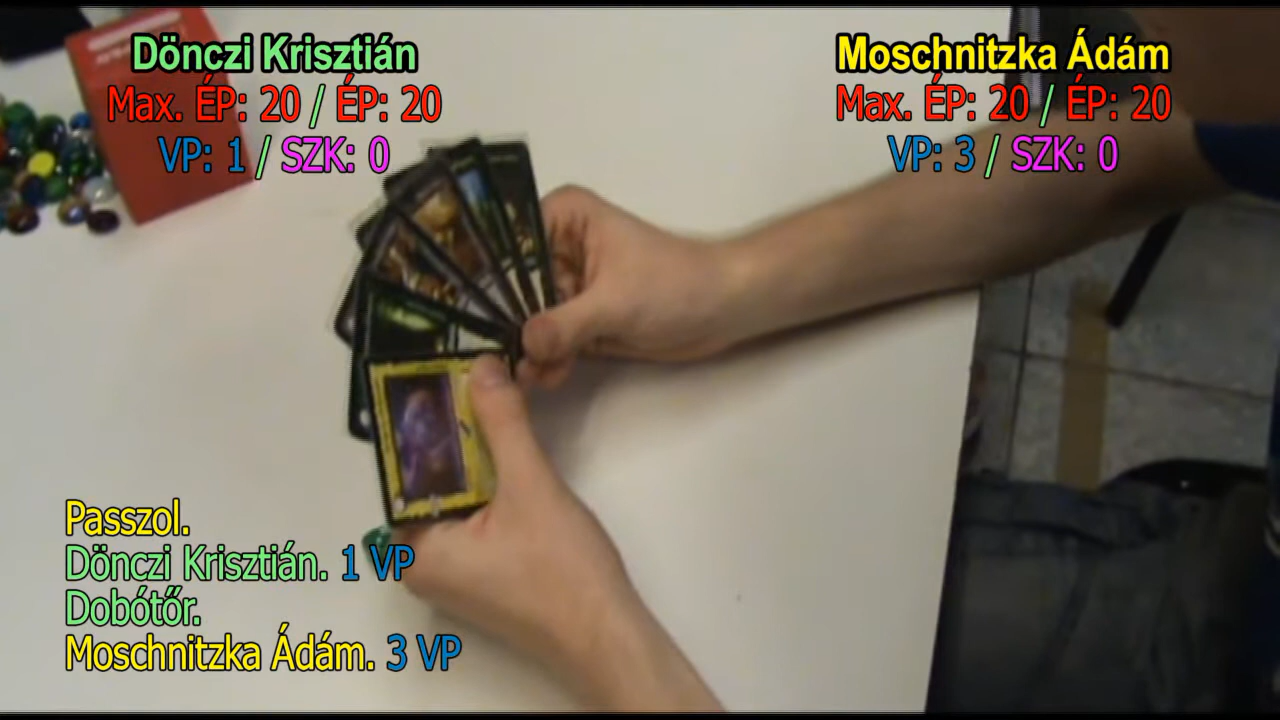 Dönczi Krisztián
Max. ÉP: 20 / ÉP: 20
VP: 1 / SZK: 0
Moschnitzka Ádám
Max. ÉP: 20 / ÉP: 20
VP: 3 / SZK: 0
Passzol.
Dönczi Krisztián. 1 VP
Dobótőr.
Moschnitzka Ádám. 3 VP